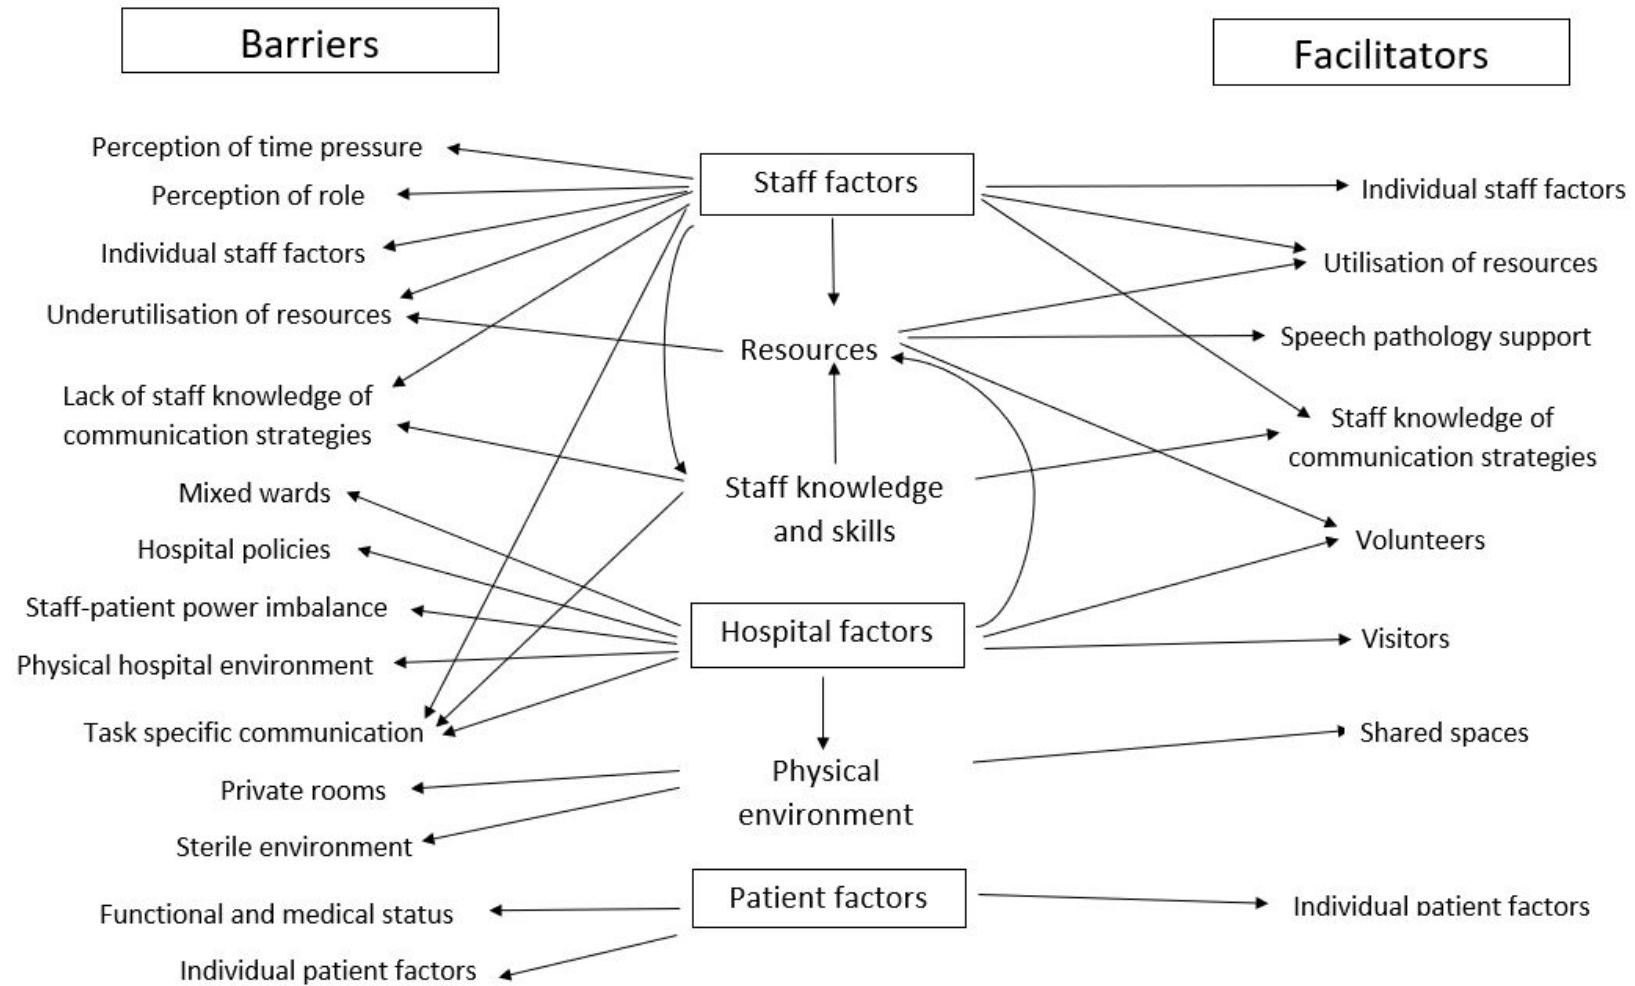 Barriers
Facilitators
Perception of time pressure
Perception of role
Individual staff factors
Underutilisation of resources
Lack of staff knowledge of
communication strategies
Mixed wards
Hospital policies
Staff-patient power imbalance
Physical hospital environment
Task specific communication
Private rooms
Sterile environment
Functional and medical status
Individual patient factors
Staff factors
Resources
Staff knowledge
and skills
Hospital factors
Physical
environment
Patient factors
Individual staff factors
Utilisation of resources
Speech pathology support
Staff knowledge of
communication strategies
Volunteers
Visitors
Shared spaces
Individual patient factors